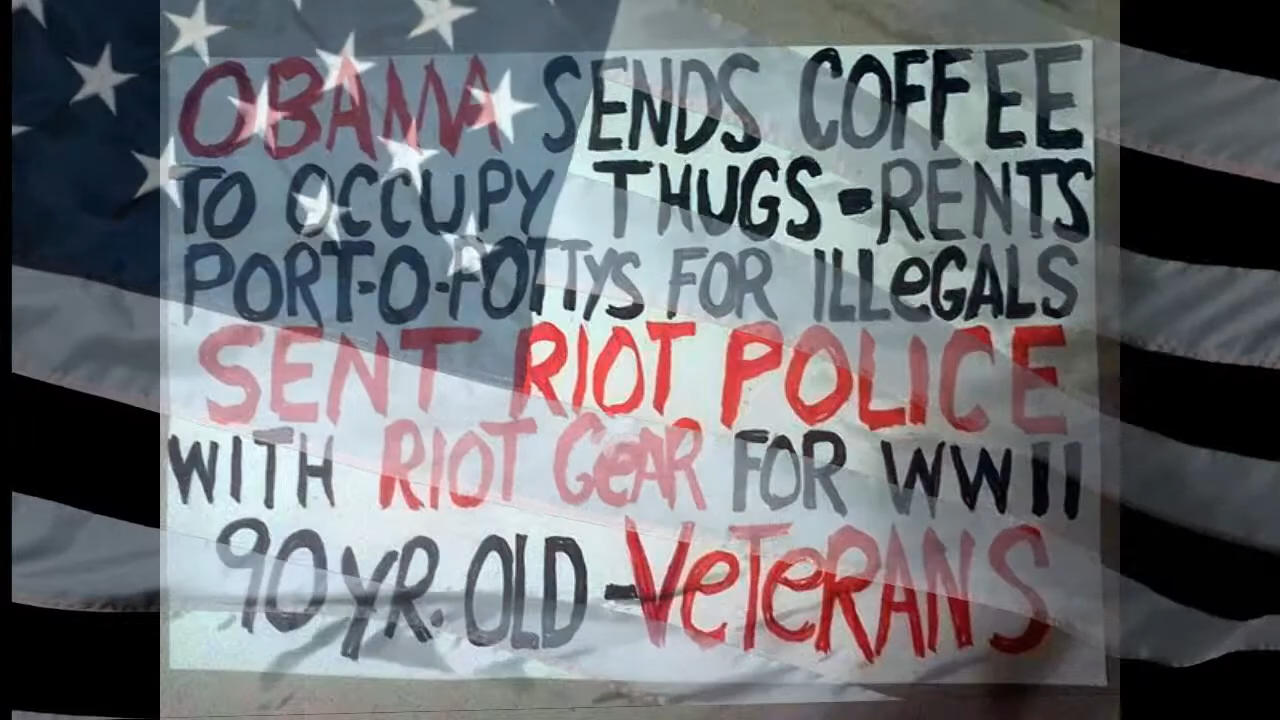 OBAMA SENDS COFFEE
TO OCCUPY THUGS=RENTS
PORT-O-POTTYS FOR ILLeGALS
SENT RIOT POLICE
WITH RIOT GeAR FOR WWII
90 YR. OLD-VeTeRANS